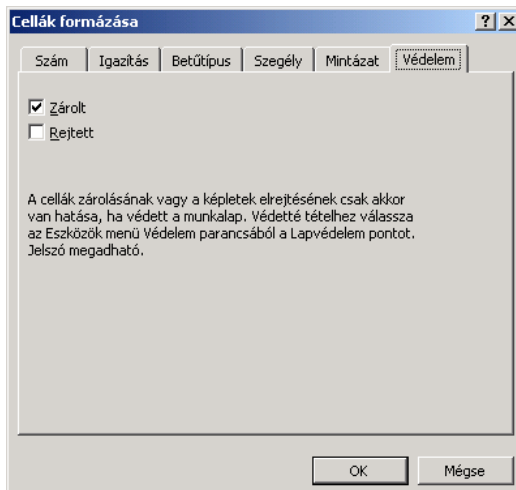 Cellák formázása
Szám Igazítás Betűtípus Szegély Mintázat Védelem
Zárolt
Rejtett
A cellák zárolásának vagy a képletek elrejtésének csak akkor
van hatása, ha védett a munkalap. Védetté tételhez válassza
az Eszközök menü Védelem parancsából a Lapvédelem pontot.
Jelszó megadható.
OK Mégse